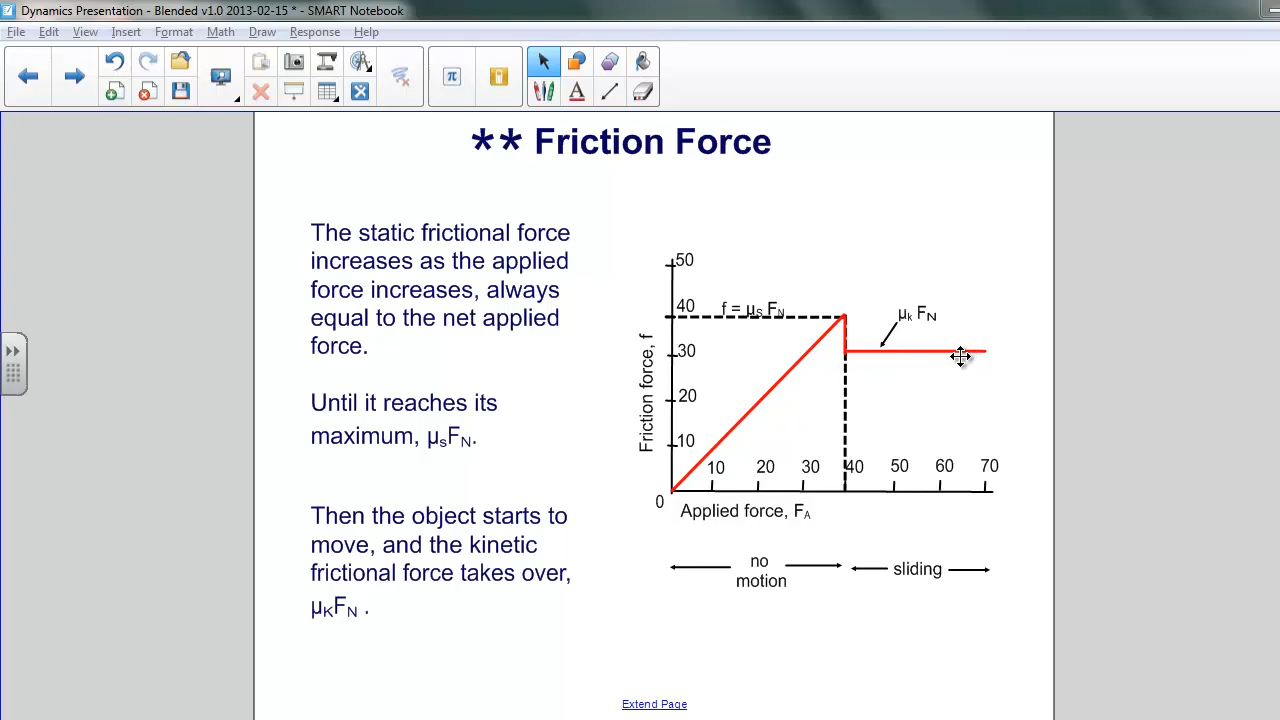 Dynamics Presentation - Blended v1.0 2013-02-15 * - SMART Notebook
File Edit View Insert Format Math Draw Response Help
** Friction Force
The static frictional force
increases as the applied
force increases, always
equal to the net applied
force.
Until it reaches its
maximum, μsFN.
Then the object starts to
move, and the kinetic
frictional force takes over,
μKFN .
Friction force, f
50
40
30
20
10
0
f = μS FN
μk FN
10 20 30 40 50 60 70
Applied force, FA
no
motion
sliding
Extend Page